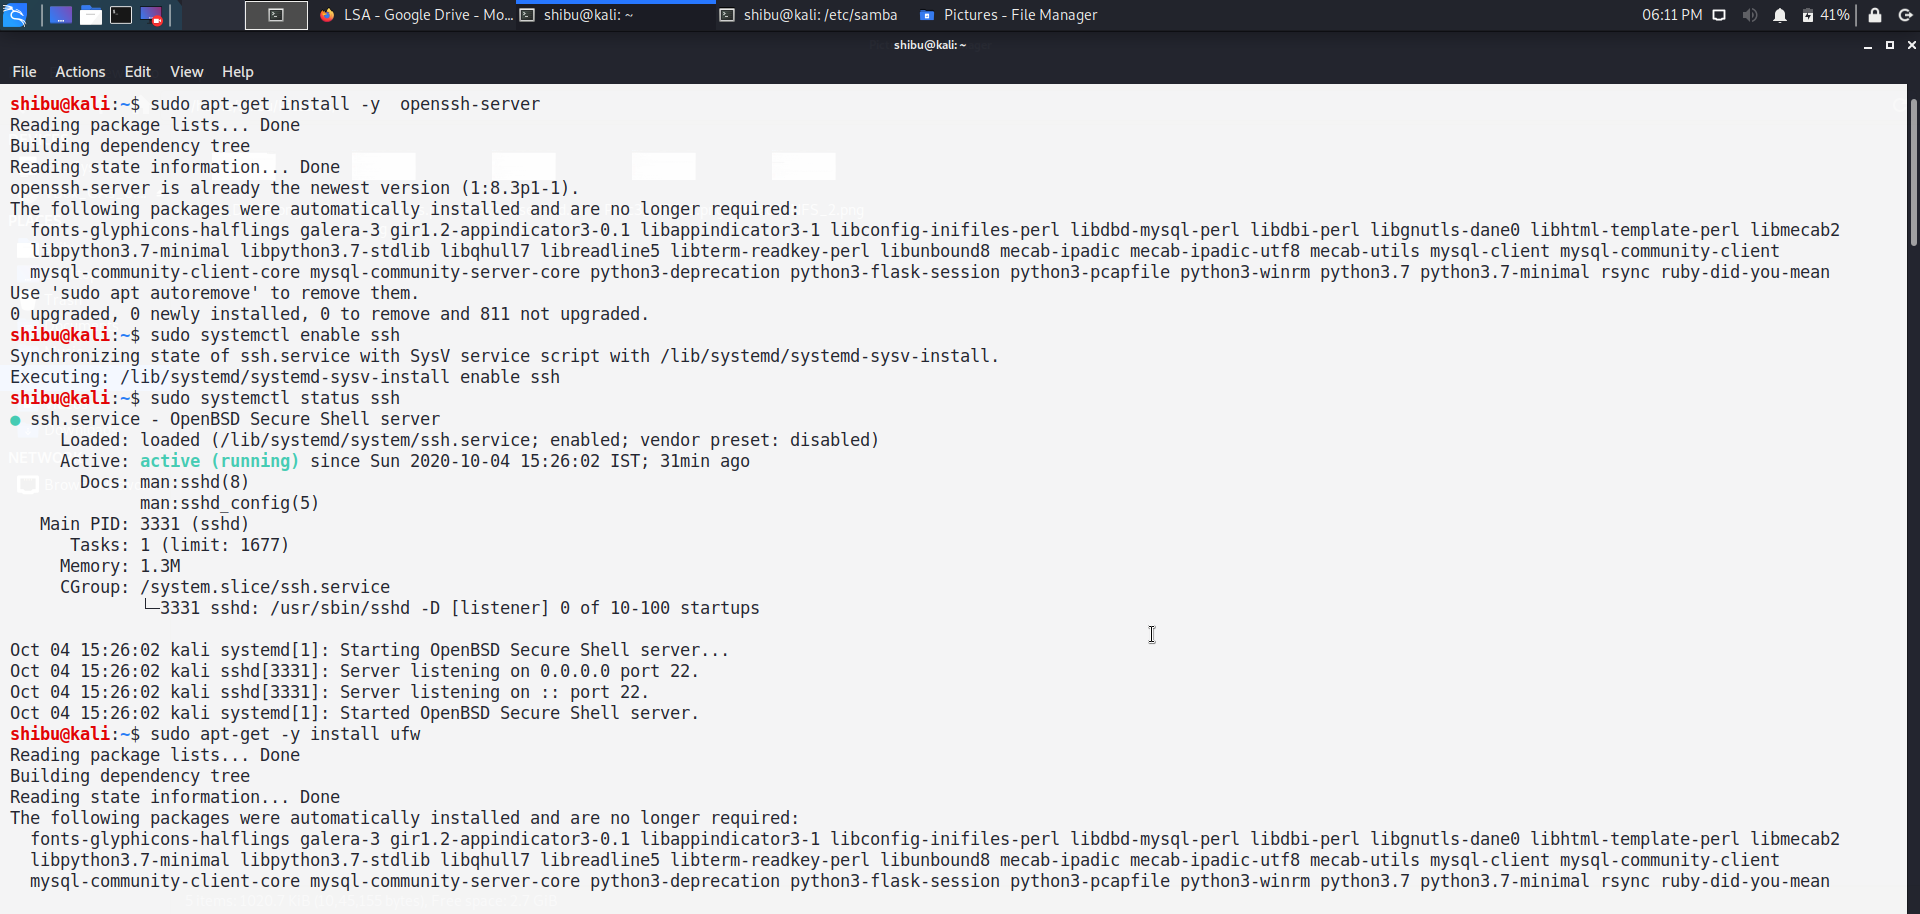 LSA - Google Drive - Mo... shibu@kali: ~ shibu@kali: /etc/samba Pictures - File Manager 06:11 PM 41%
shibu@kali: ~
File Actions Edit View Help
shibu@kali:~$ sudo apt-get install -y  openssh-server
Reading package lists... Done
Building dependency tree
Reading state information... Done
openssh-server is already the newest version (1:8.3p1-1).
The following packages were automatically installed and are no longer required:
  fonts-glyphicons-halflings galera-3 gir1.2-appindicator3-0.1 libappindicator3-1 libconfig-inifiles-perl libdbd-mysql-perl libdbi-perl libgnutls-dane0 libhtml-template-perl libmecab2
  libpython3.7-minimal libpython3.7-stdlib libqhull7 libreadline5 libterm-readkey-perl libunbound8 mecab-ipadic mecab-ipadic-utf8 mecab-utils mysql-client mysql-community-client
  mysql-community-client-core mysql-community-server-core python3-deprecation python3-flask-session python3-pcapfile python3-winrm python3.7 python3.7-minimal rsync ruby-did-you-mean
Use 'sudo apt autoremove' to remove them.
0 upgraded, 0 newly installed, 0 to remove and 811 not upgraded.
shibu@kali:~$ sudo systemctl enable ssh
Synchronizing state of ssh.service with SysV service script with /lib/systemd/systemd-sysv-install.
Executing: /lib/systemd/systemd-sysv-install enable ssh
shibu@kali:~$ sudo systemctl status ssh
● ssh.service - OpenBSD Secure Shell server
     Loaded: loaded (/lib/systemd/system/ssh.service; enabled; vendor preset: disabled)
     Active: active (running) since Sun 2020-10-04 15:26:02 IST; 31min ago
       Docs: man:sshd(8)
             man:sshd_config(5)
   Main PID: 3331 (sshd)
      Tasks: 1 (limit: 1677)
     Memory: 1.3M
     CGroup: /system.slice/ssh.service
             └─3331 sshd: /usr/sbin/sshd -D [listener] 0 of 10-100 startups
Oct 04 15:26:02 kali systemd[1]: Starting OpenBSD Secure Shell server...
Oct 04 15:26:02 kali sshd[3331]: Server listening on 0.0.0.0 port 22.
Oct 04 15:26:02 kali sshd[3331]: Server listening on :: port 22.
Oct 04 15:26:02 kali systemd[1]: Started OpenBSD Secure Shell server.
shibu@kali:~$ sudo apt-get -y install ufw
Reading package lists... Done
Building dependency tree
Reading state information... Done
The following packages were automatically installed and are no longer required:
  fonts-glyphicons-halflings galera-3 gir1.2-appindicator3-0.1 libappindicator3-1 libconfig-inifiles-perl libdbd-mysql-perl libdbi-perl libgnutls-dane0 libhtml-template-perl libmecab2
  libpython3.7-minimal libpython3.7-stdlib libqhull7 libreadline5 libterm-readkey-perl libunbound8 mecab-ipadic mecab-ipadic-utf8 mecab-utils mysql-client mysql-community-client
  mysql-community-client-core mysql-community-server-core python3-deprecation python3-flask-session python3-pcapfile python3-winrm python3.7 python3.7-minimal rsync ruby-did-you-mean